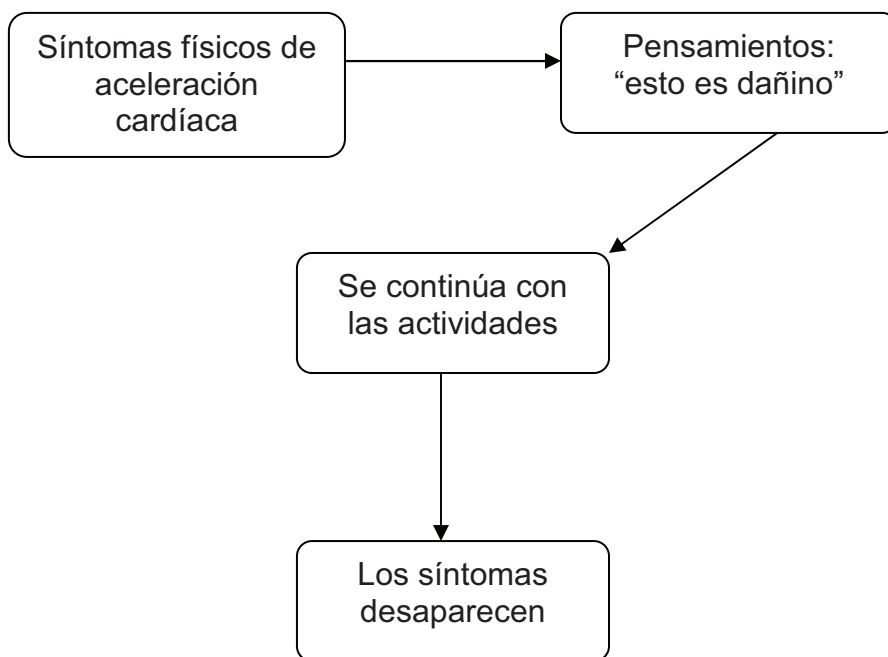 Síntomas físicos de
aceleración
cardíaca
Pensamientos:
“esto es dañino”
Se continúa con
las actividades
Los síntomas
desaparecen